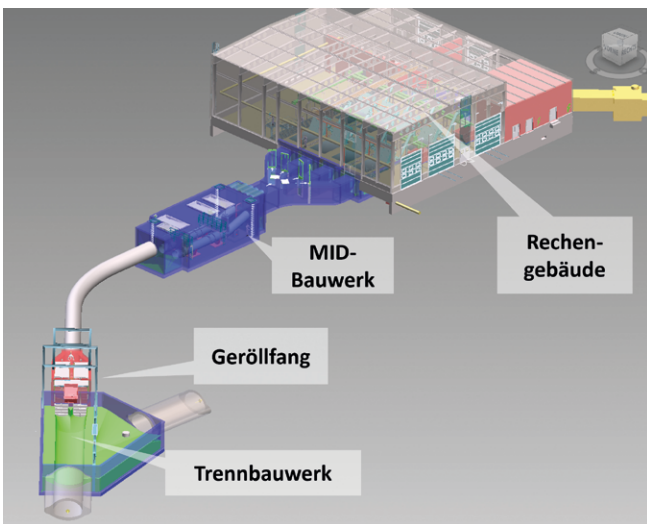 MID-
Bauwerk
Rechen-
gebäude
Geröllfang
Trennbauwerk